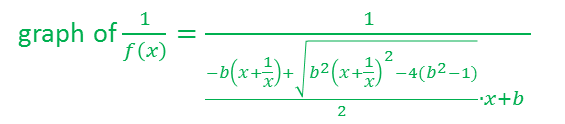 graph of 1/f(x) = 1/((-b(x+1/x)+√(b²(x+1/x)²-4(b²-1)))/2·x+b)